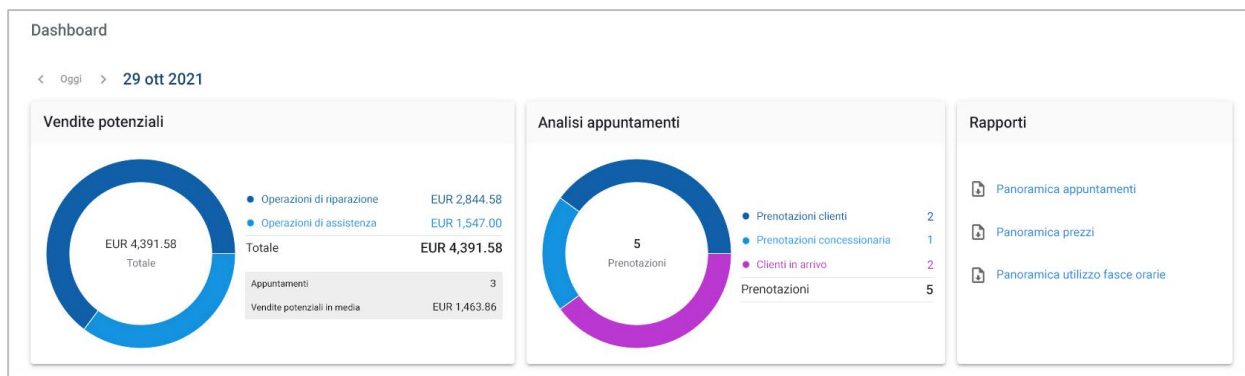 Dashboard
Oggi
29 ott 2021
Vendite potenziali
EUR 4,391.58
Totale
Operazioni di riparazione EUR 2,844.58
Operazioni di assistenza EUR 1,547.00
Totale EUR 4,391.58
Appuntamenti 3
Vendite potenziali in media EUR 1,463.86
Analisi appuntamenti
5
Prenotazioni
Prenotazioni clienti 2
Prenotazioni concessionaria 1
Clienti in arrivo 2
Prenotazioni 5
Rapporti
Panoramica appuntamenti
Panoramica prezzi
Panoramica utilizzo fasce orarie